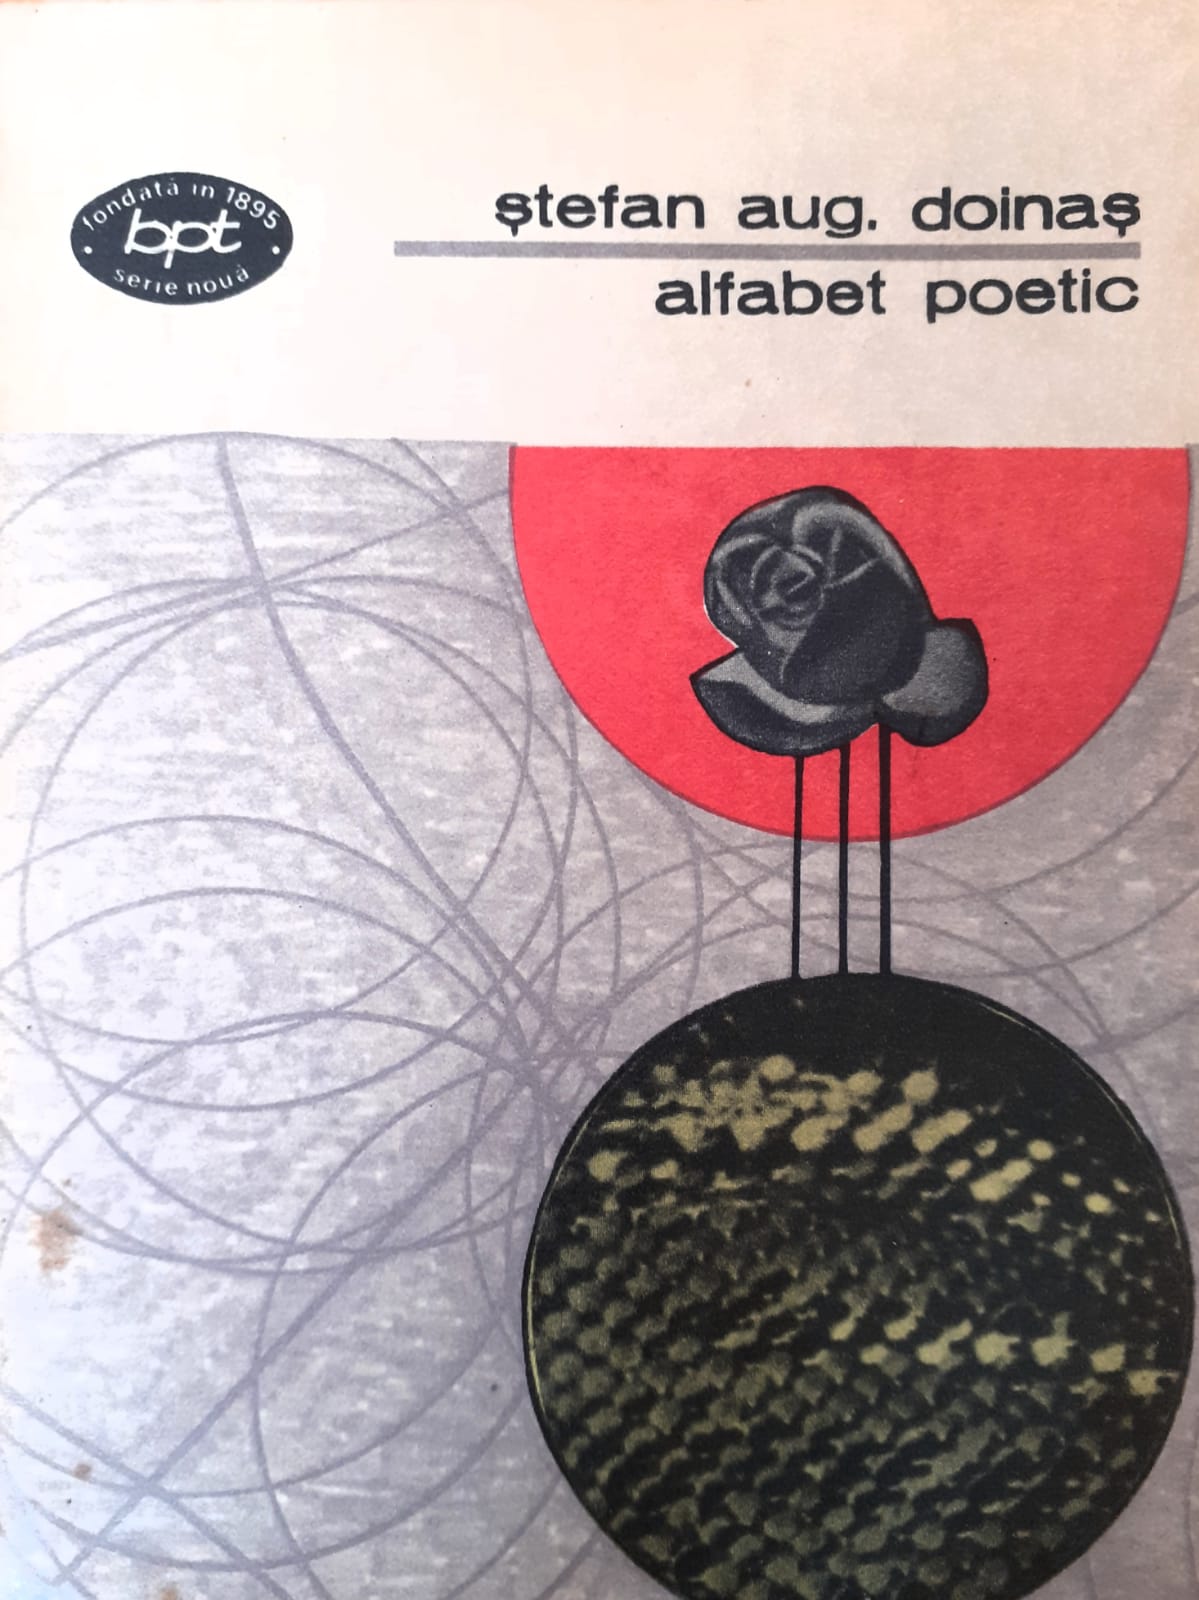 fondată în 1895
bpt
serie nouă
ștefan aug. doinaș
alfabet poetic